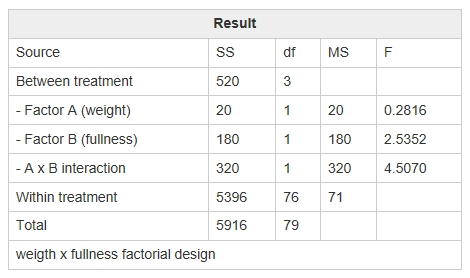 Result
Source SS df MS F
Between treatment 520 3
- Factor A (weight) 20 1 20 0.2816
- Factor B (fullness) 180 1 180 2.5352
- A x B interaction 320 1 320 4.5070
Within treatment 5396 76 71
Total 5916 79
weigth x fullness factorial design